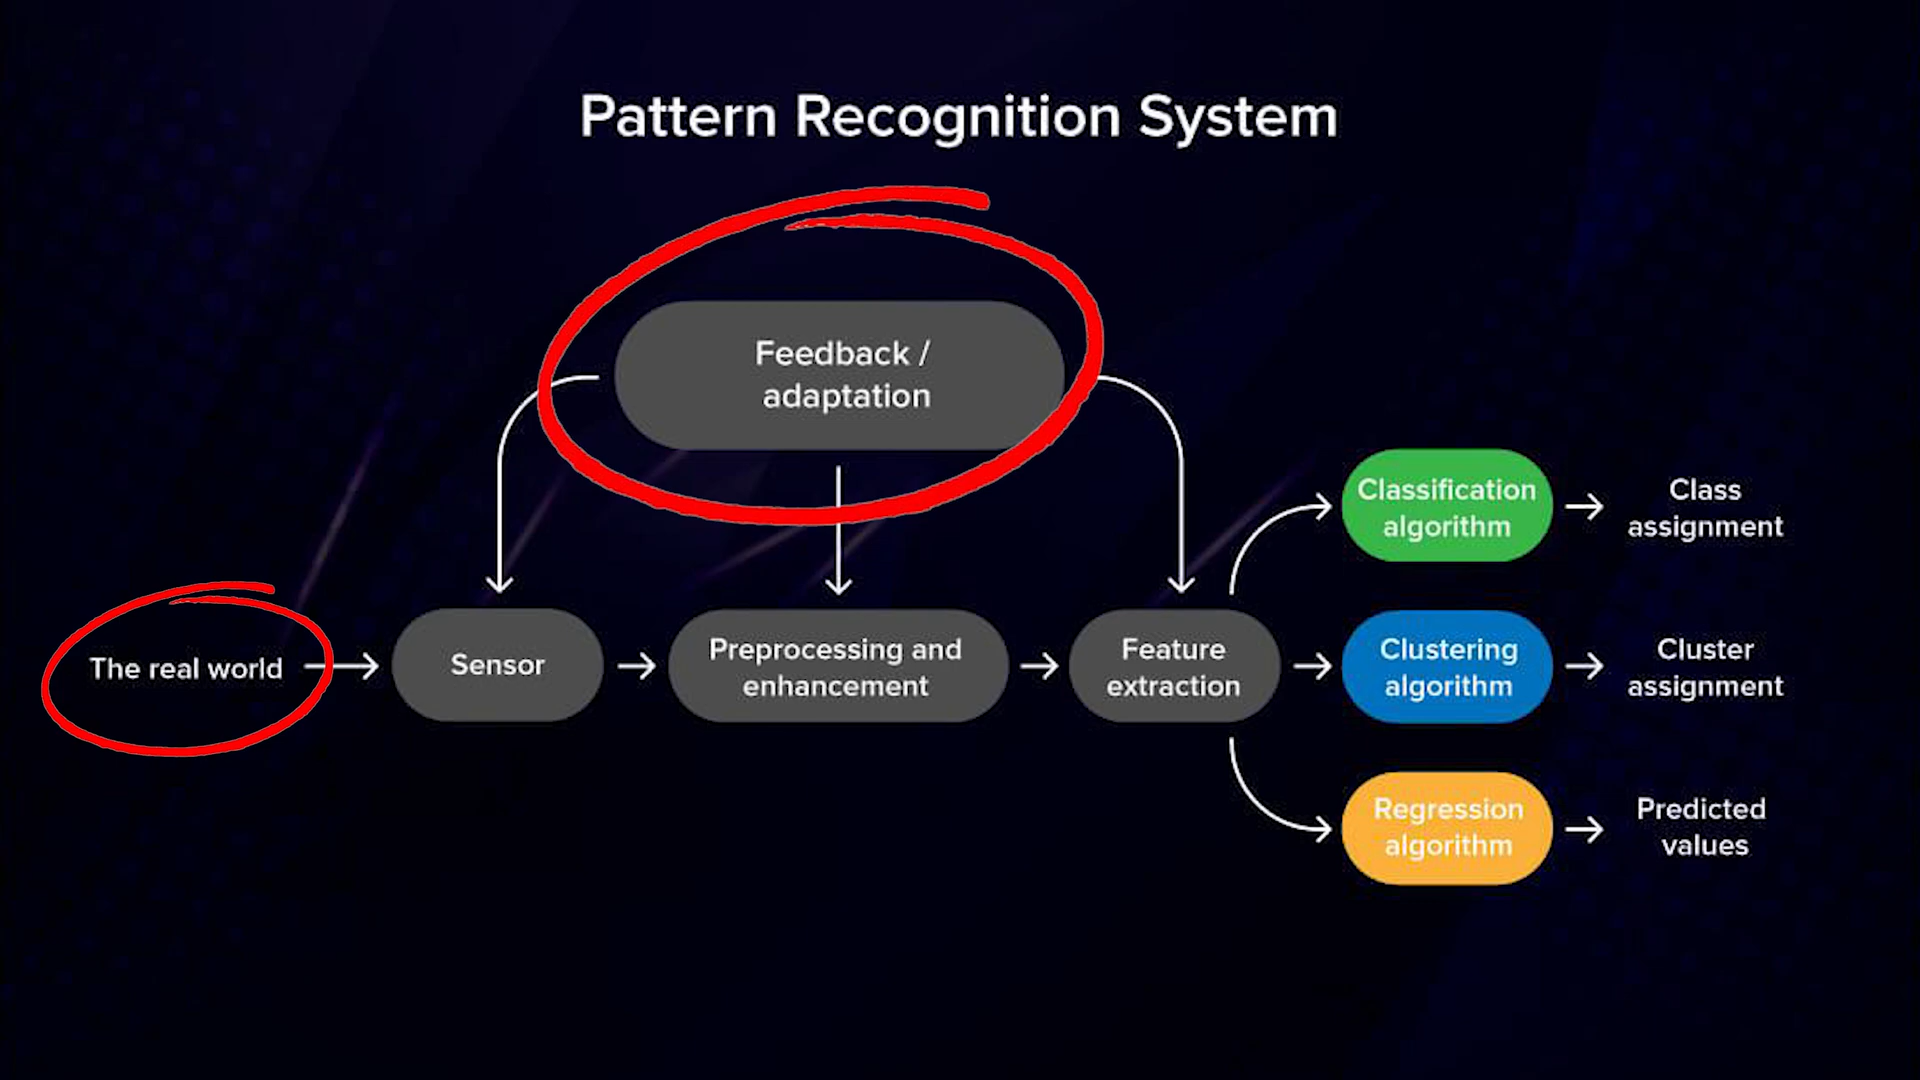 Pattern Recognition System
Feedback /
adaptation
The real world
Sensor
Preprocessing and
enhancement
Feature
extraction
Classification
algorithm
Class
assignment
Clustering
algorithm
Cluster
assignment
Regression
algorithm
Predicted
values